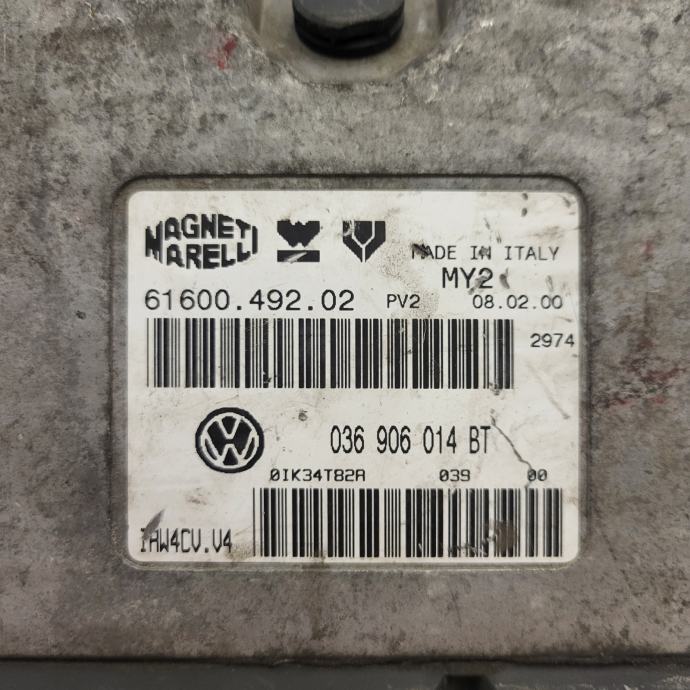 MAGNETI
MARELLI
MADE IN ITALY
MY2
61600.492.02 PV2 08.02.00
2974
036 906 014 BT
0IK34T82A 039 00
IAW4CV.V4